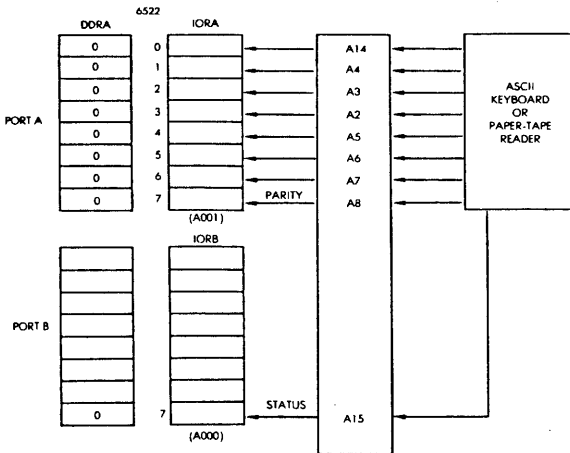 6522
DDRA IORA
0 0 A14
0 1 A4
0 2 A3
0 3 A2
0 4 A5
0 5 A6
0 6 A7
0 7 PARITY A8
PORT A
(A001)
ASCII
KEYBOARD
OR
PAPER-TAPE
READER
IORB
PORT B
0 7 STATUS A15
(A000)